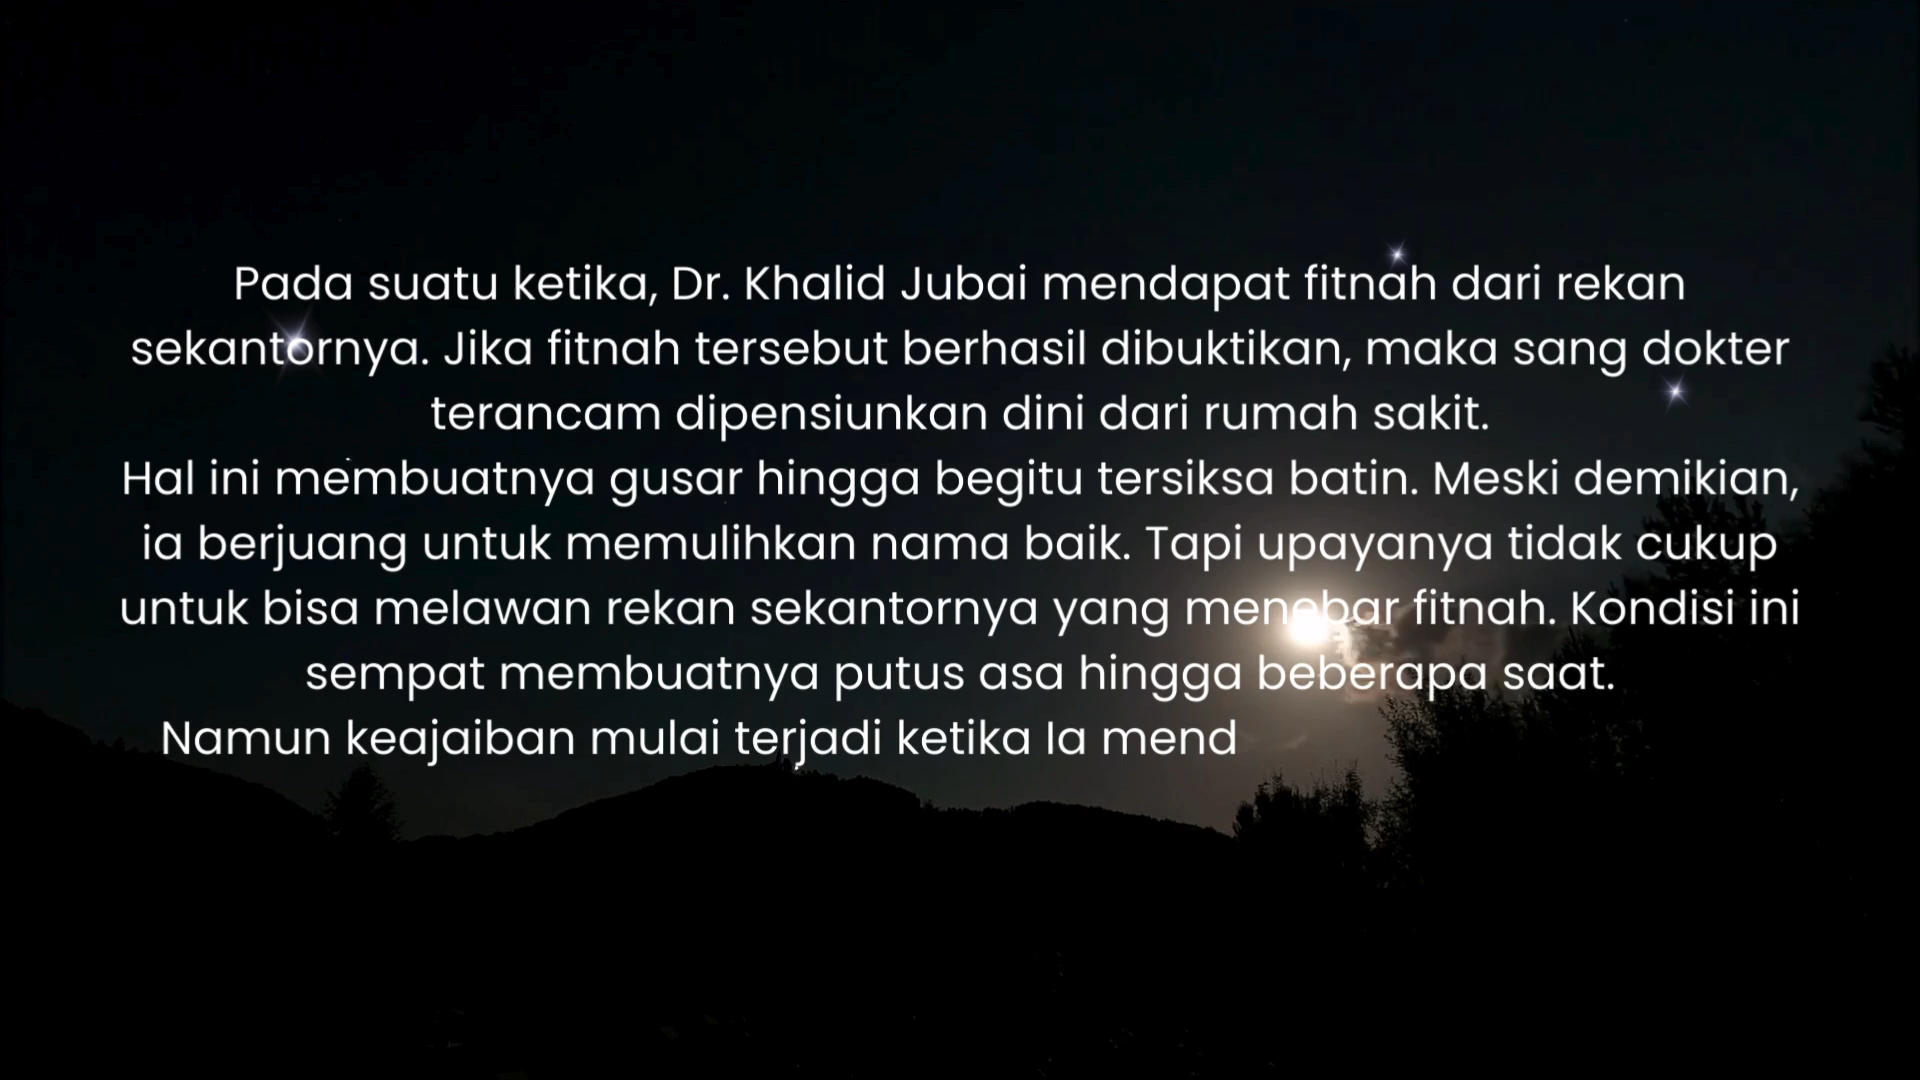 Pada suatu ketika, Dr. Khalid Jubai mendapat fitnah dari rekan
sekantornya. Jika fitnah tersebut berhasil dibuktikan, maka sang dokter
terancam dipensiunkan dini dari rumah sakit.
Hal ini membuatnya gusar hingga begitu tersiksa batin. Meski demikian,
ia berjuang untuk memulihkan nama baik. Tapi upayanya tidak cukup
untuk bisa melawan rekan sekantornya yang menebar fitnah. Kondisi ini
sempat membuatnya putus asa hingga beberapa saat.
Namun keajaiban mulai terjadi ketika Ia mend